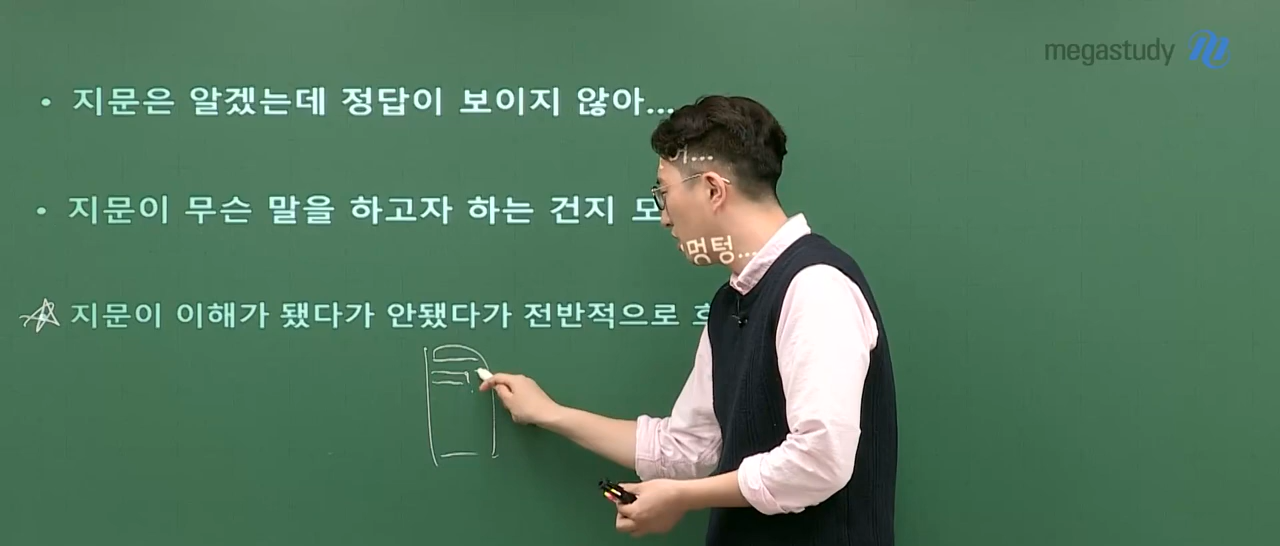 megastudy
• 지문은 알겠는데 정답이 보이지 않아...
• 지문이 무슨 말을 하고자 하는 건지
멍텅...
지문이 이해가 됐다가 안됐다가 전반적으로